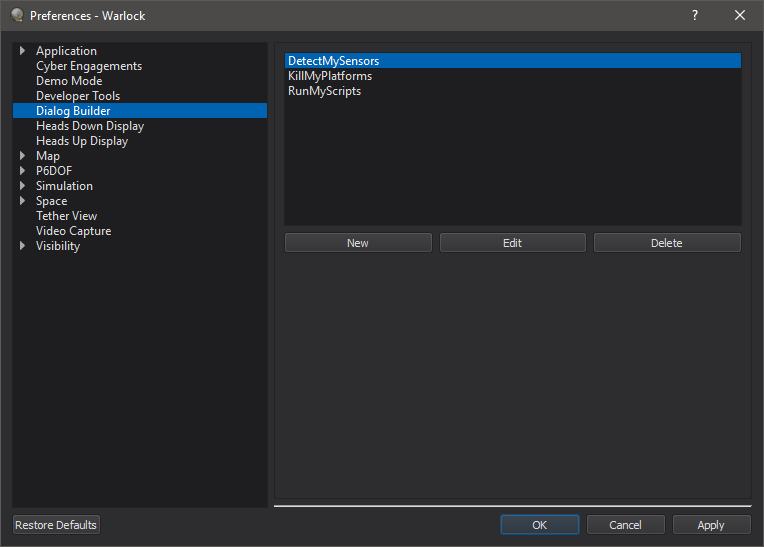 Preferences - Warlock
?
Application
Cyber Engagements
Demo Mode
Developer Tools
Dialog Builder
Heads Down Display
Heads Up Display
Map
P6DOF
Simulation
Space
Tether View
Video Capture
Visibility
DetectMySensors
KillMyPlatforms
RunMyScripts
New
Edit
Delete
Restore Defaults
OK
Cancel
Apply